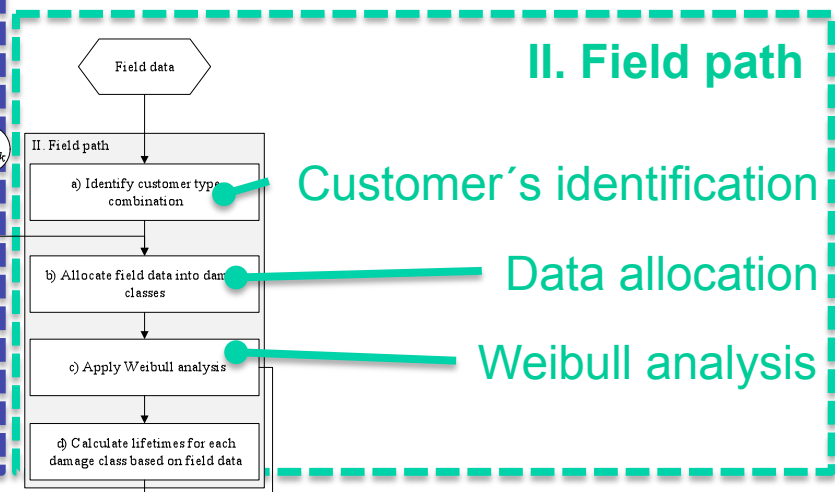 II. Field path
Field data
k
II. Field path
a) Identify customer type
combination
Customer´s identification
b) Allocate field data into dam
classes
Data allocation
c) Apply Weibull analysis
Weibull analysis
d) Calculate lifetimes for each
damage class based on field data